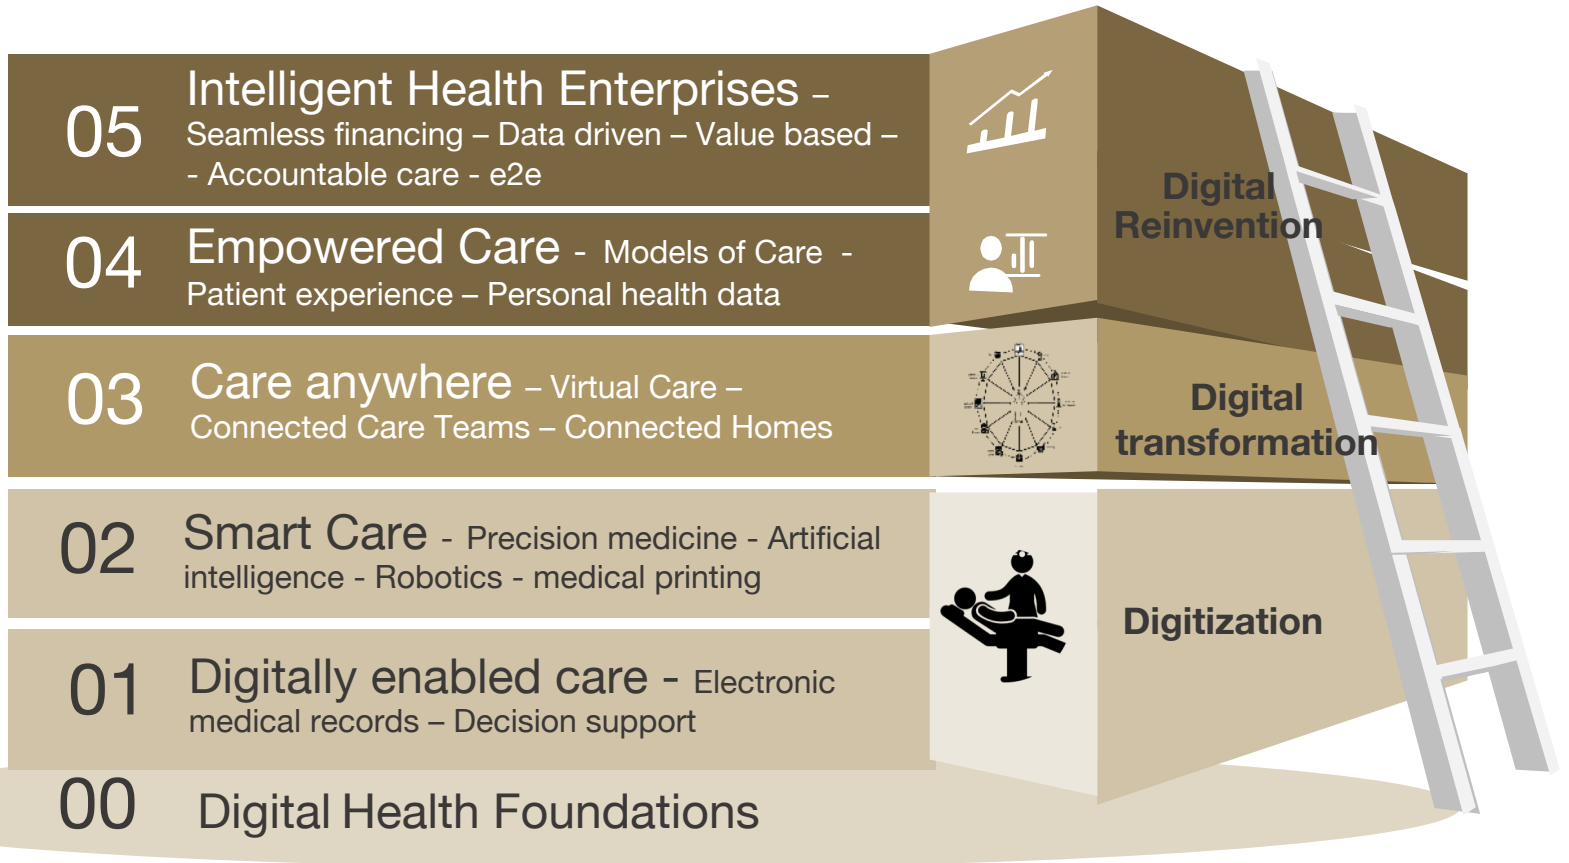 05
Intelligent Health Enterprises –
Seamless financing – Data driven – Value based –
- Accountable care - e2e
04
Empowered Care - Models of Care -
Patient experience – Personal health data
Digital
Reinvention
03
Care anywhere – Virtual Care –
Connected Care Teams – Connected Homes
Digital
transformation
02
Smart Care - Precision medicine - Artificial
intelligence - Robotics - medical printing
01
Digitally enabled care - Electronic
medical records – Decision support
Digitization
00
Digital Health Foundations